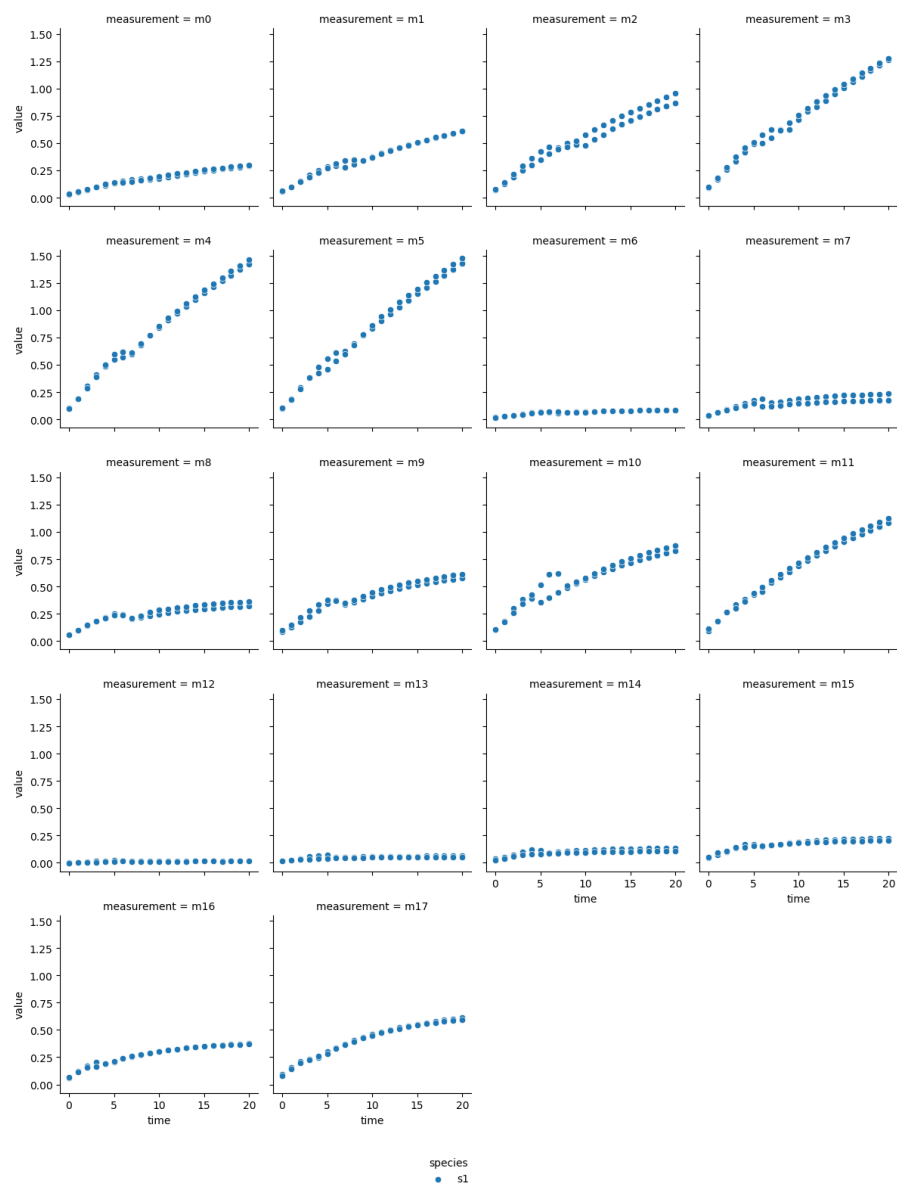 measurement = m0 measurement = m1 measurement = m2 measurement = m3
1.50
1.25
1.00
0.75
0.50
0.25
0.00
value
measurement = m4 measurement = m5 measurement = m6 measurement = m7
1.50
1.25
1.00
0.75
0.50
0.25
0.00
value
measurement = m8 measurement = m9 measurement = m10 measurement = m11
1.50
1.25
1.00
0.75
0.50
0.25
0.00
value
measurement = m12 measurement = m13 measurement = m14 measurement = m15
1.50
1.25
1.00
0.75
0.50
0.25
0.00
value
0 5 10 15 20 0 5 10 15 20
time time
measurement = m16 measurement = m17
1.50
1.25
1.00
0.75
0.50
0.25
0.00
value
0 5 10 15 20 0 5 10 15 20
time time
species
s1